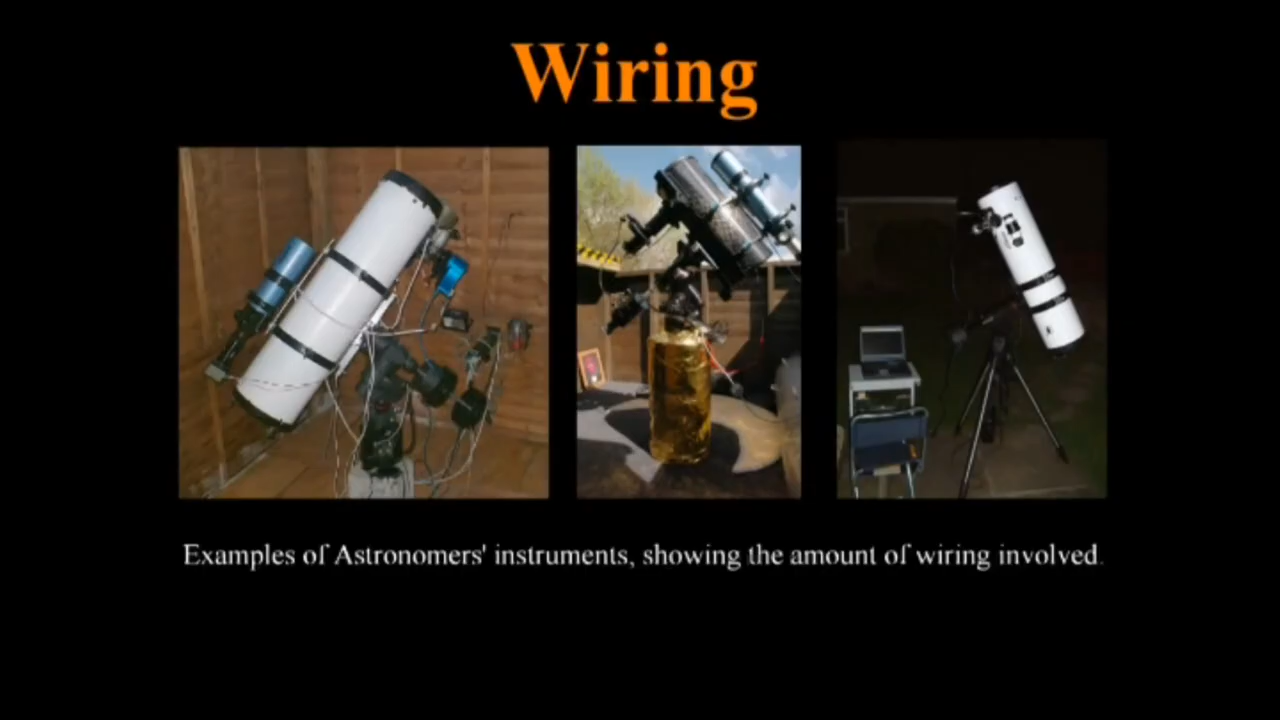 Wiring
Examples of Astronomers' instruments, showing the amount of wiring involved.